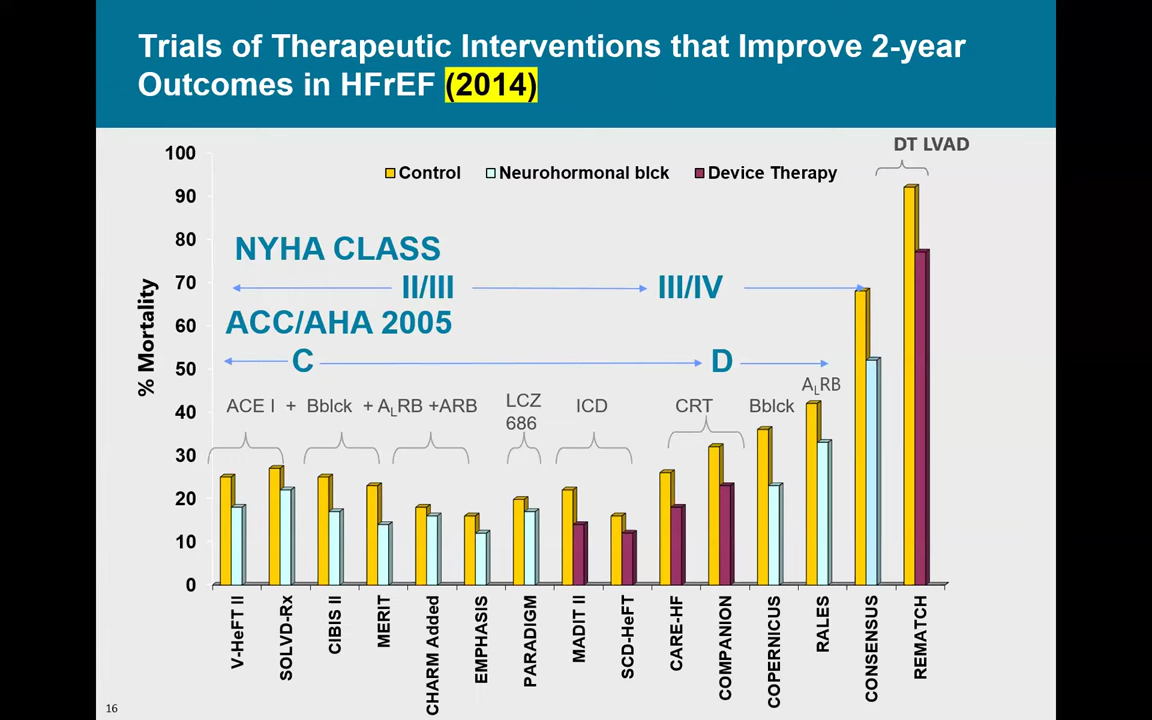 Trials of Therapeutic Interventions that Improve 2-year
Outcomes in HFrEF (2014)
DT LVAD
Control
Neurohormonal blck
Device Therapy
% Mortality
100
90
80
70
60
50
40
30
20
10
0
NYHA CLASS
II/III
III/IV
ACC/AHA 2005
C
D
ACE I + Bblck + ALRB +ARB
LCZ
686
ICD
CRT
Bblck
ALRB
V-HeFT II
SOLVD-Rx
CIBIS II
MERIT
CHARM Added
EMPHASIS
PARADIGM
MADIT II
SCD-HeFT
CARE-HF
COMPANION
COPERNICUS
RALES
CONSENSUS
REMATCH
16